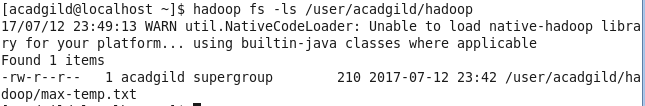 [acadgild@localhost ~]$ hadoop fs -ls /user/acadgild/hadoop
17/07/12 23:49:13 WARN util.NativeCodeLoader: Unable to load native-hadoop libra
ry for your platform... using builtin-java classes where applicable
Found 1 items
-rw-r--r--   1 acadgild supergroup        210 2017-07-12 23:42 /user/acadgild/ha
doop/max-temp.txt